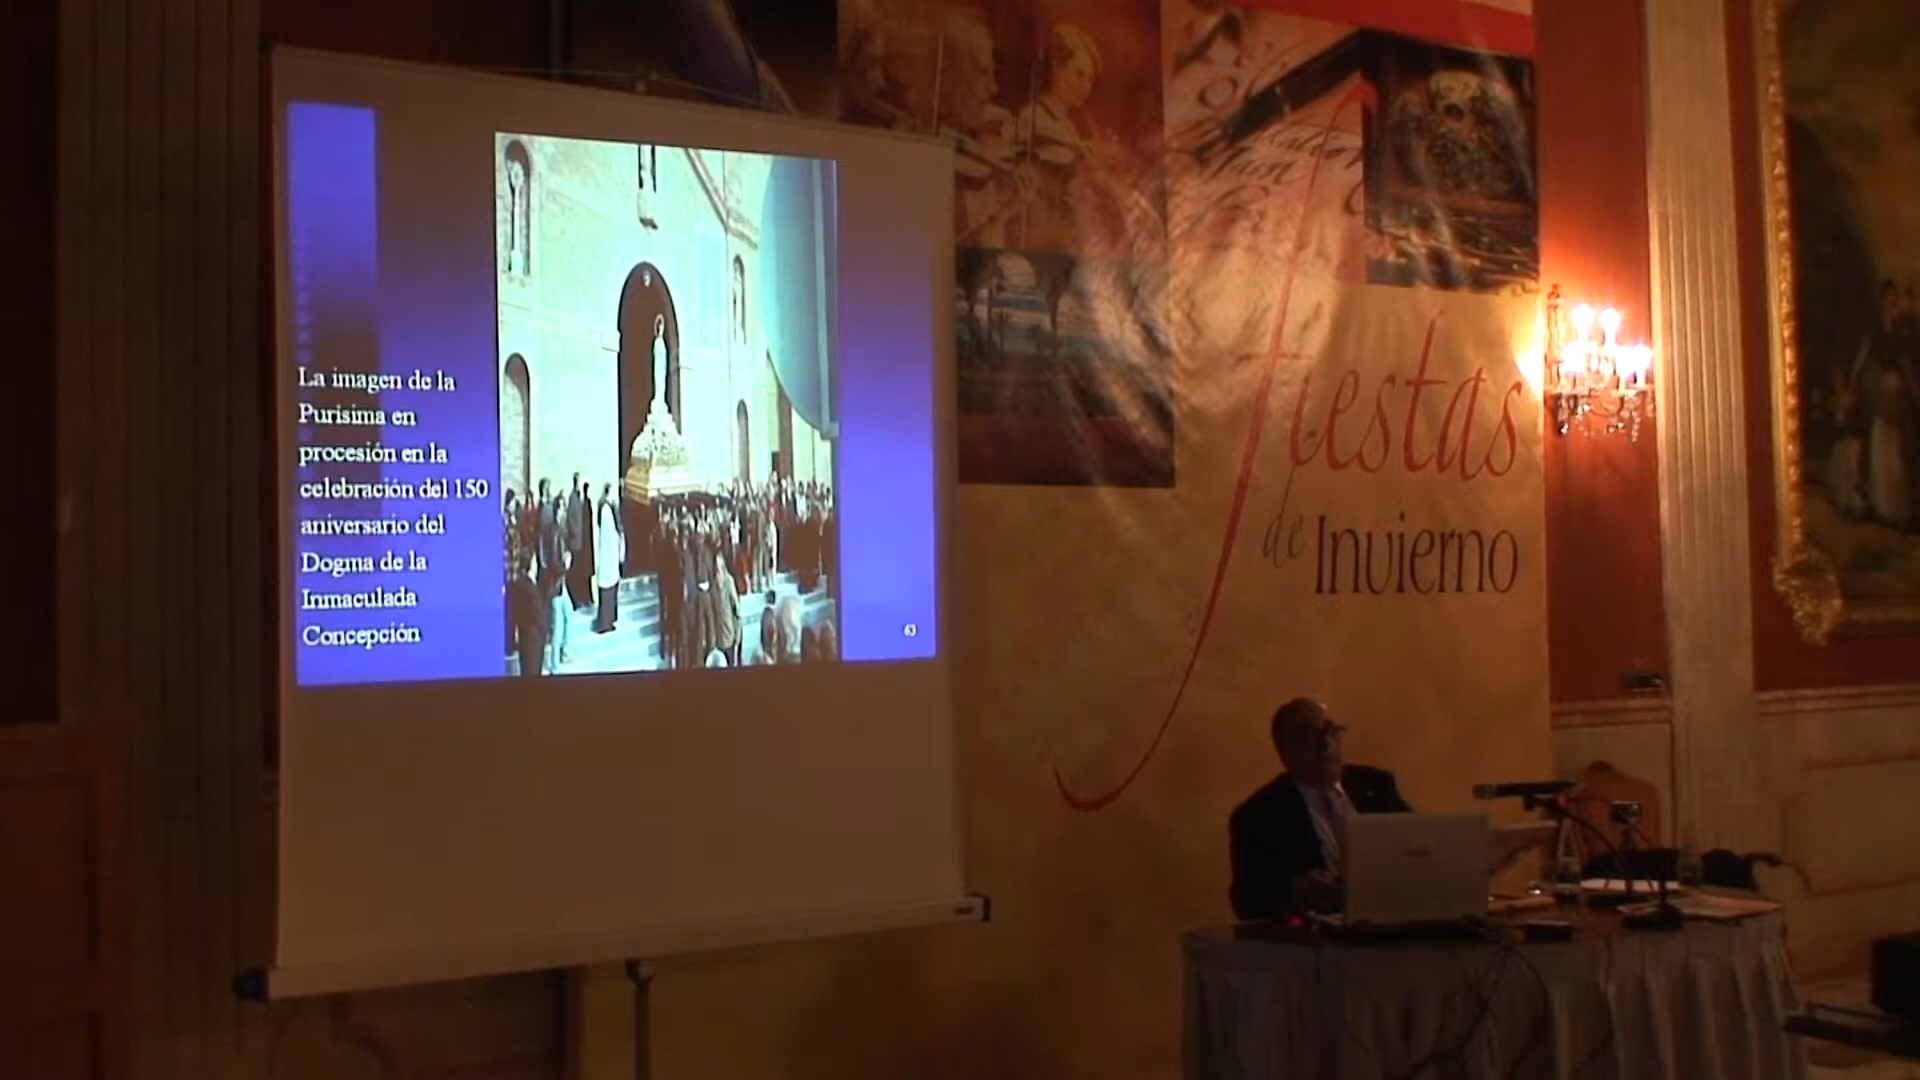 La imagen de la
Purisima en
procesión en la
celebración del 150
aniversario del
Dogma de la
Inmaculada
Concepción
63
fiestas
de Invierno